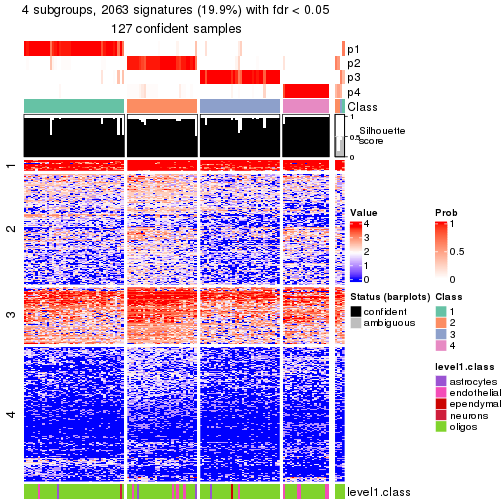 4 subgroups, 2063 signatures (19.9%) with fdr < 0.05
127 confident samples
p1
p2
p3
p4
Class
1
0.5
0
Silhouette
score
1
2
3
4
level1.class
Value
4
3
2
1
0
Prob
1
0.5
0
Status (barplots)
confident
ambiguous
Class
1
2
3
4
level1.class
astrocytes
endothelial
ependymal
neurons
oligos